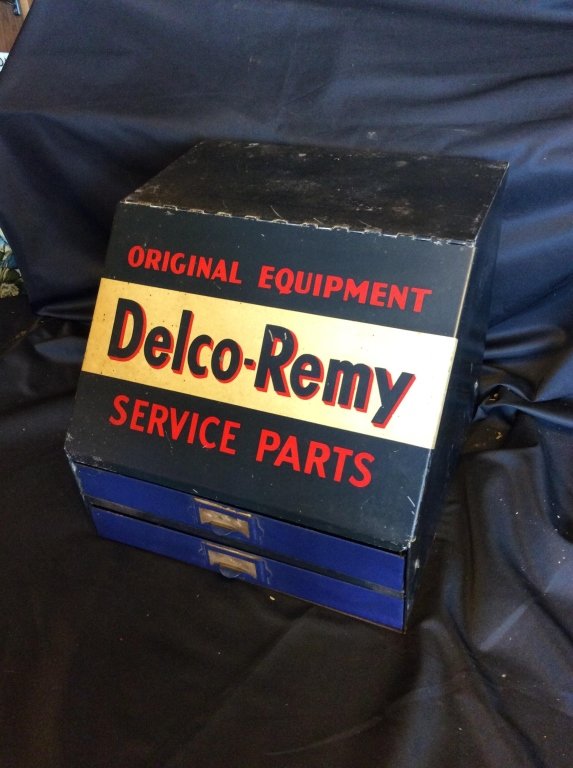 ORIGINAL EQUIPMENT
Delco-Remy
SERVICE PARTS